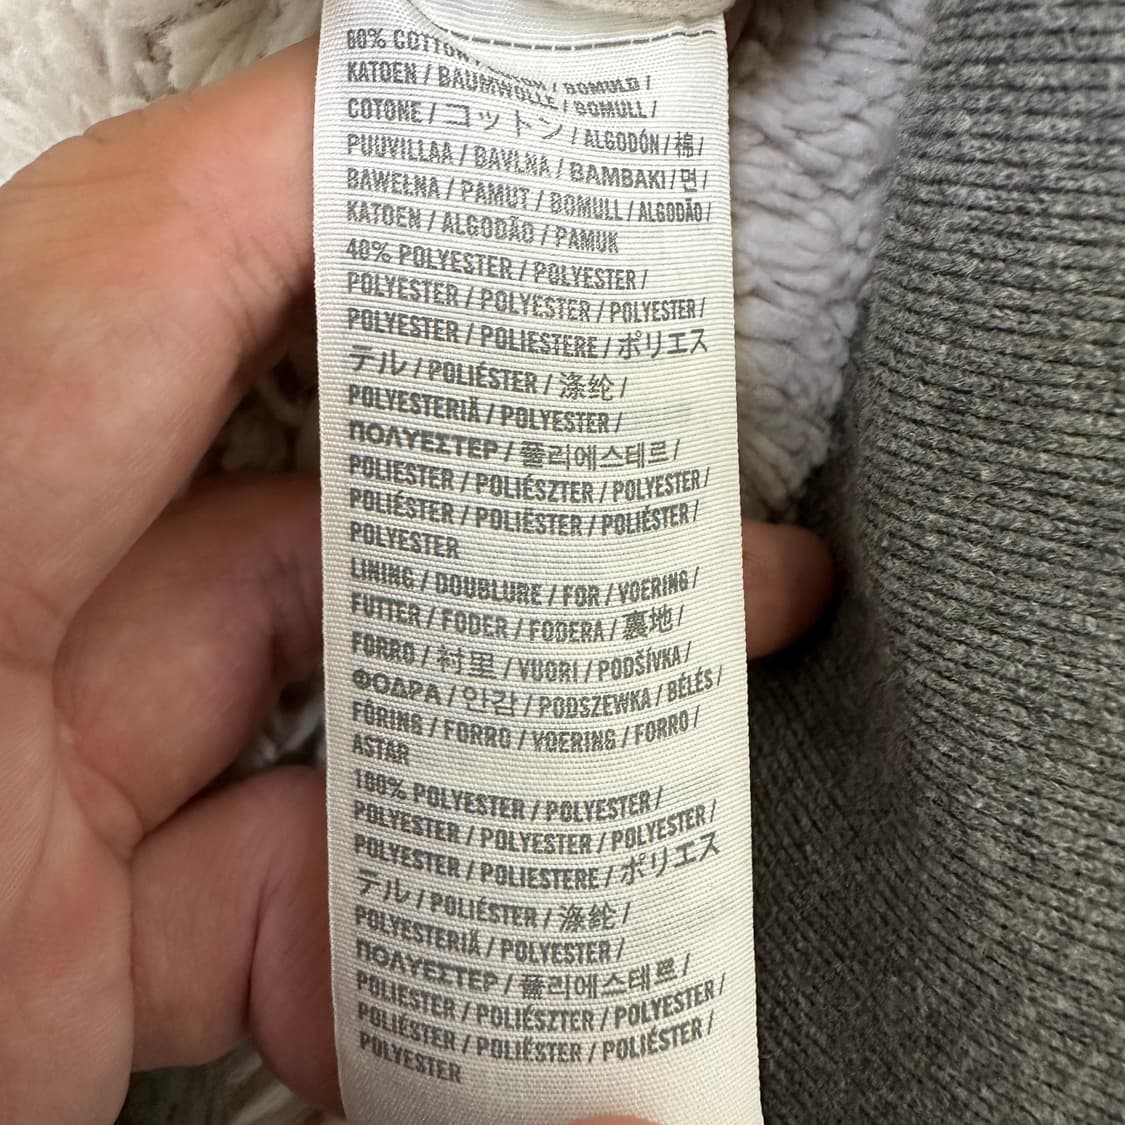 60% COTTON / BOMULD /
KATOEN / BAUMWOLLE / BOMULL /
COTONE / コットン / ALGODÓN / 棉 /
PUUVILLAA / BAVLNA / BAMBAKI / 면 /
BAWEŁNA / PAMUT / BOMULL / ALGODÃO /
KATOEN / ALGODÃO / PAMUK
40% POLYESTER / POLYESTER /
POLYESTER / POLYESTER / POLYESTER /
POLYESTER / POLIESTERE / ポリエス
テル / POLIÉSTER / 涤纶 /
POLYESTERIÄ / POLYESTER /
ΠΟΛΥΕΣΤΕΡ / 폴리에스테르 /
POLIESTER / POLIÉSZTER / POLYESTER /
POLIÉSTER / POLIÉSTER / POLIÉSTER /
POLYESTER
LINING / DOUBLURE / FOR / VOERING /
FUTTER / FODER / FODERA / 裏地 /
FORRO / 衬里 / VUORI / PODŠÍVKA /
ΦΟΔΡΑ / 안감 / PODSZEWKA / BÉLÉS /
FÔRING / FORRO / VOERING / FORRO /
ASTAR
100% POLYESTER / POLYESTER /
POLYESTER / POLYESTER / POLYESTER /
POLYESTER / POLIESTERE / ポリエス
テル / POLIÉSTER / 涤纶 /
POLYESTERIÄ / POLYESTER /
ΠΟΛΥΕΣΤΕΡ / 폴리에스테르 /
POLIESTER / POLIÉSZTER / POLYESTER /
POLIÉSTER / POLIÉSTER / POLIÉSTER /
POLYESTER